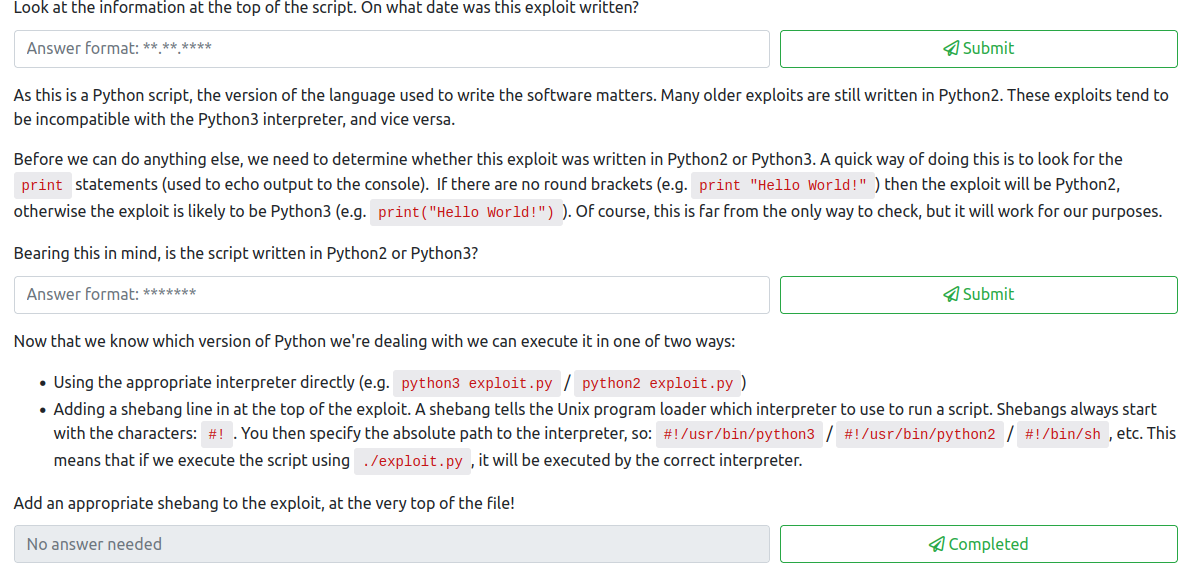 Look at the information at the top of the script. On what date was this exploit written?
Answer format: **.**.****
Submit
As this is a Python script, the version of the language used to write the software matters. Many older exploits are still written in Python2. These exploits tend to
be incompatible with the Python3 interpreter, and vice versa.
Before we can do anything else, we need to determine whether this exploit was written in Python2 or Python3. A quick way of doing this is to look for the
print statements (used to echo output to the console). If there are no round brackets (e.g. print "Hello World!" ) then the exploit will be Python2,
otherwise the exploit is likely to be Python3 (e.g. print("Hello World!") ). Of course, this is far from the only way to check, but it will work for our purposes.
Bearing this in mind, is the script written in Python2 or Python3?
Answer format: *******
Submit
Now that we know which version of Python we're dealing with we can execute it in one of two ways:
• Using the appropriate interpreter directly (e.g. python3 exploit.py / python2 exploit.py )
• Adding a shebang line in at the top of the exploit. A shebang tells the Unix program loader which interpreter to use to run a script. Shebangs always start
with the characters: #! . You then specify the absolute path to the interpreter, so: #!/usr/bin/python3 / #!/usr/bin/python2 / #!/bin/sh , etc. This
means that if we execute the script using ./exploit.py , it will be executed by the correct interpreter.
Add an appropriate shebang to the exploit, at the very top of the file!
No answer needed
Completed